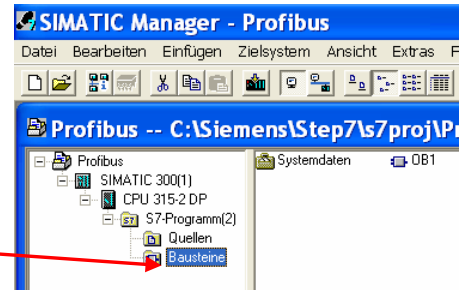 SIMATIC Manager - Profibus
Datei Bearbeiten Einfügen Zielsystem Ansicht Extras F
Profibus -- C:\Siemens\Step7\s7proj\Pr
Profibus
SIMATIC 300(1)
CPU 315-2 DP
S7-Programm(2)
Quellen
Bausteine
Systemdaten OB1